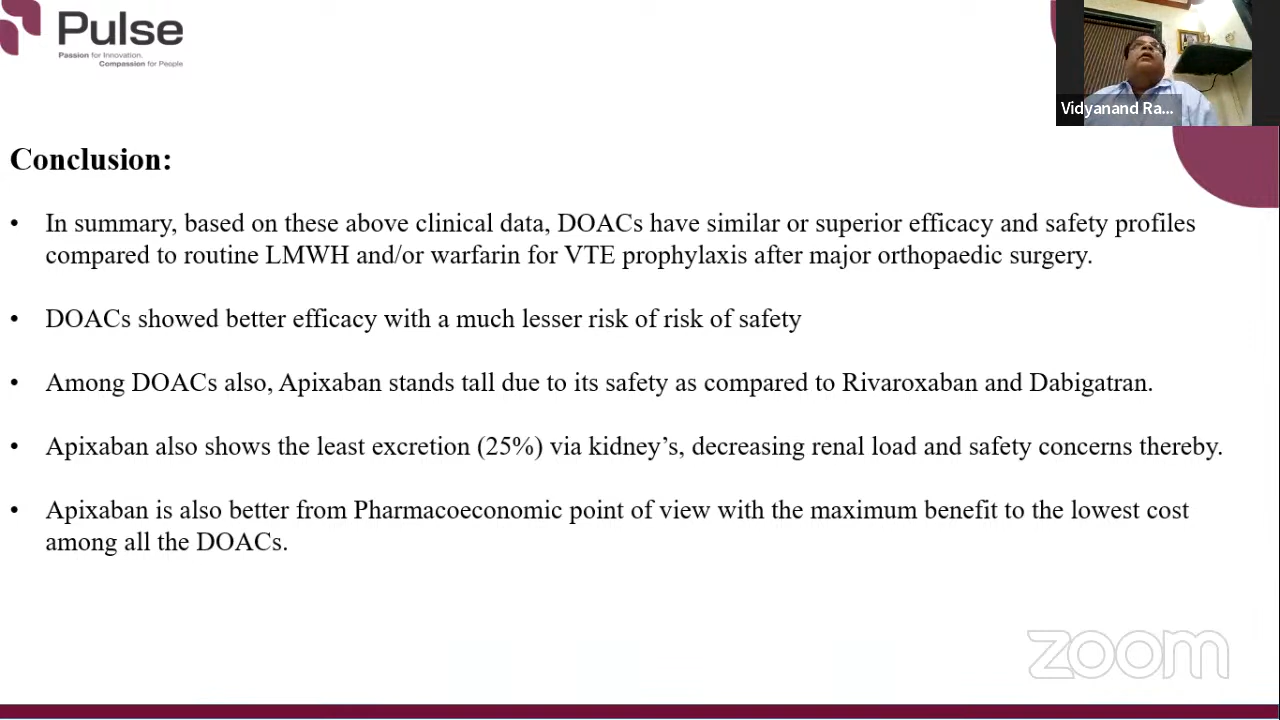 Pulse
Passion for Innovation.
Compassion for People
Vidyanand Ra...
Conclusion:
• In summary, based on these above clinical data, DOACs have similar or superior efficacy and safety profiles
compared to routine LMWH and/or warfarin for VTE prophylaxis after major orthopaedic surgery.
• DOACs showed better efficacy with a much lesser risk of risk of safety
• Among DOACs also, Apixaban stands tall due to its safety as compared to Rivaroxaban and Dabigatran.
• Apixaban also shows the least excretion (25%) via kidney’s, decreasing renal load and safety concerns thereby.
• Apixaban is also better from Pharmacoeconomic point of view with the maximum benefit to the lowest cost
among all the DOACs.
zoom